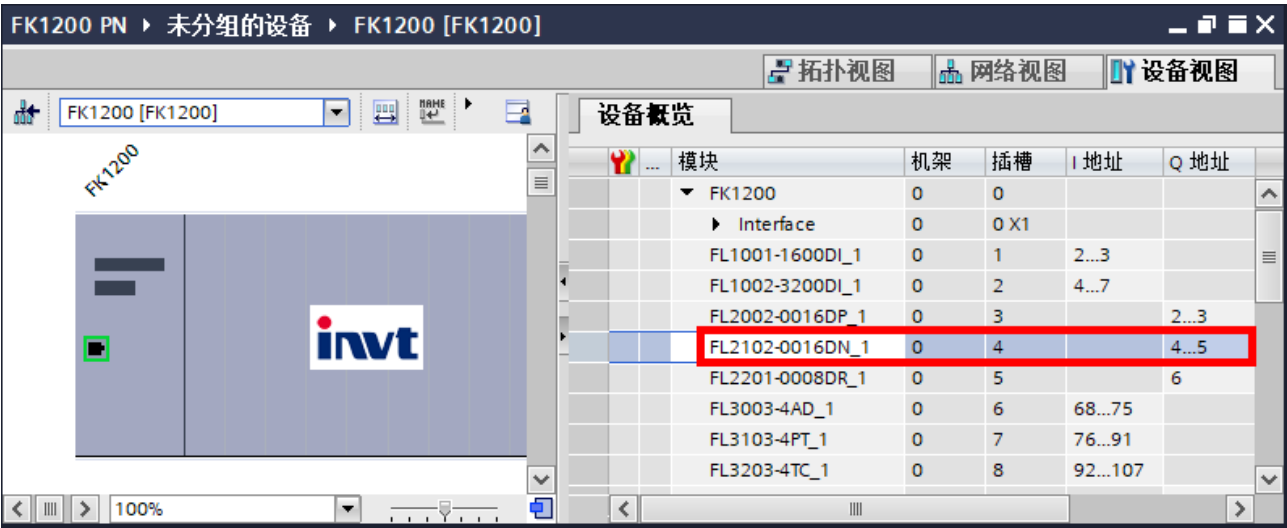 FK1200 PN ▸ 未分组的设备 ▸ FK1200 [FK1200]
拓扑视图 网络视图 设备视图
FK1200 [FK1200]
NAME
设备概览
FK1200
... 模块 机架 插槽 I 地址 Q 地址
FK1200 0 0
Interface 0 0 X1
FL1001-1600DI_1 0 1 2...3
FL1002-3200DI_1 0 2 4...7
FL2002-0016DP_1 0 3 2...3
FL2102-0016DN_1 0 4 4...5
FL2201-0008DR_1 0 5 6
FL3003-4AD_1 0 6 68...75
FL3103-4PT_1 0 7 76...91
FL3203-4TC_1 0 8 92...107
invt
100%